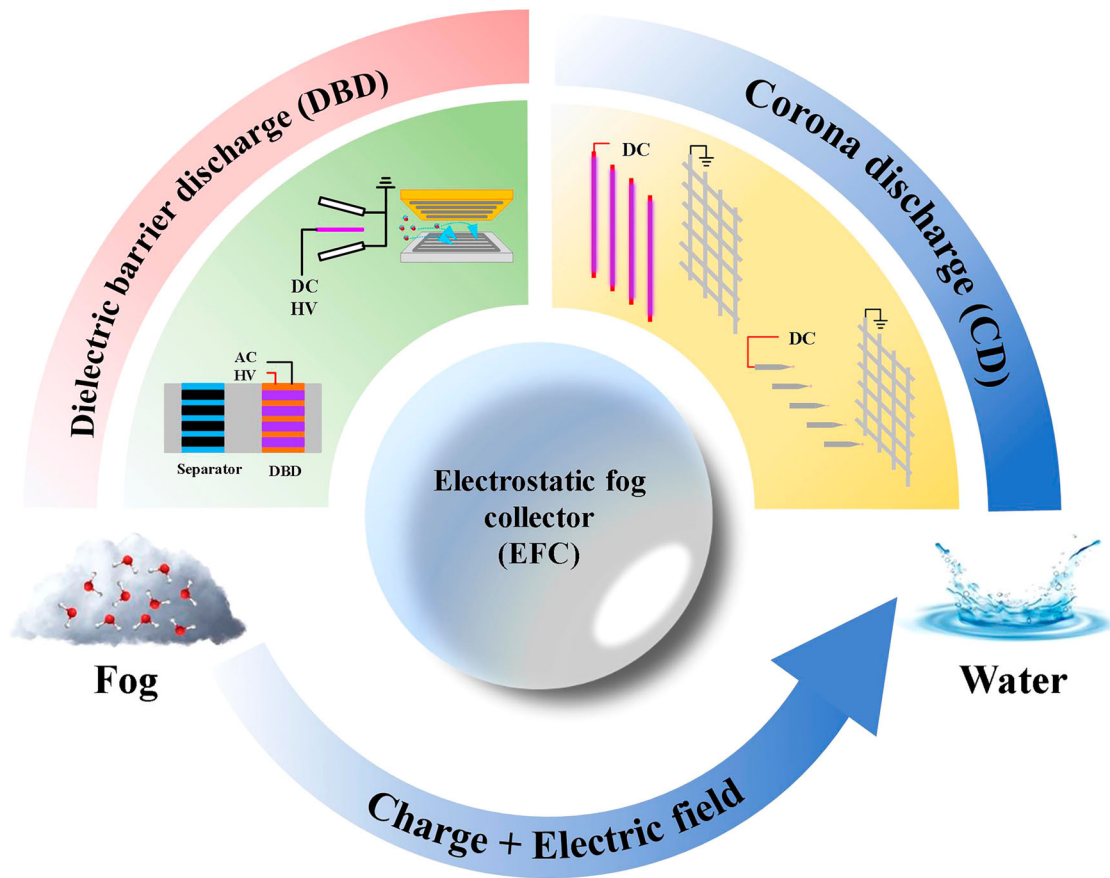 Dielectric barrier discharge (DBD)
Corona discharge (CD)
DC
HV
AC
HV
Separator
DBD
DC
DC
Electrostatic fog
collector
(EFC)
Fog
Water
Charge + Electric field